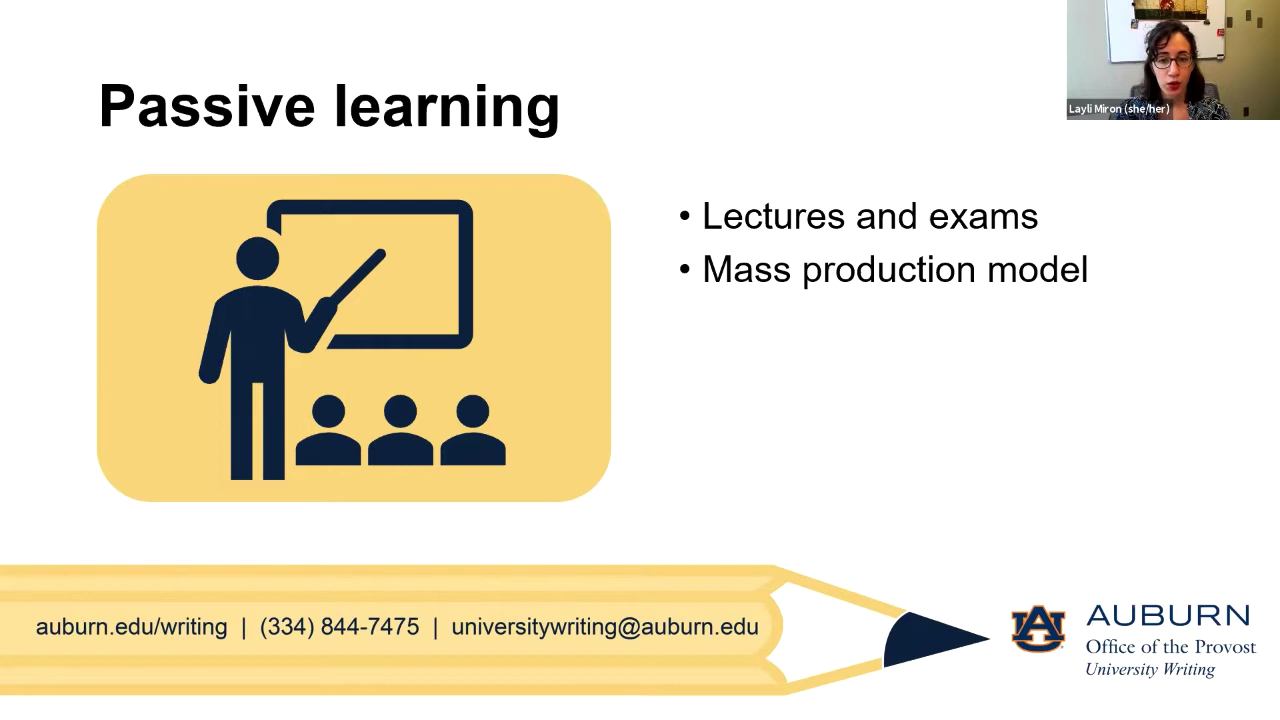 Passive learning
Layli Miron (she/her)
• Lectures and exams
• Mass production model
auburn.edu/writing | (334) 844-7475 | universitywriting@auburn.edu
AU
AUBURN
Office of the Provost
University Writing